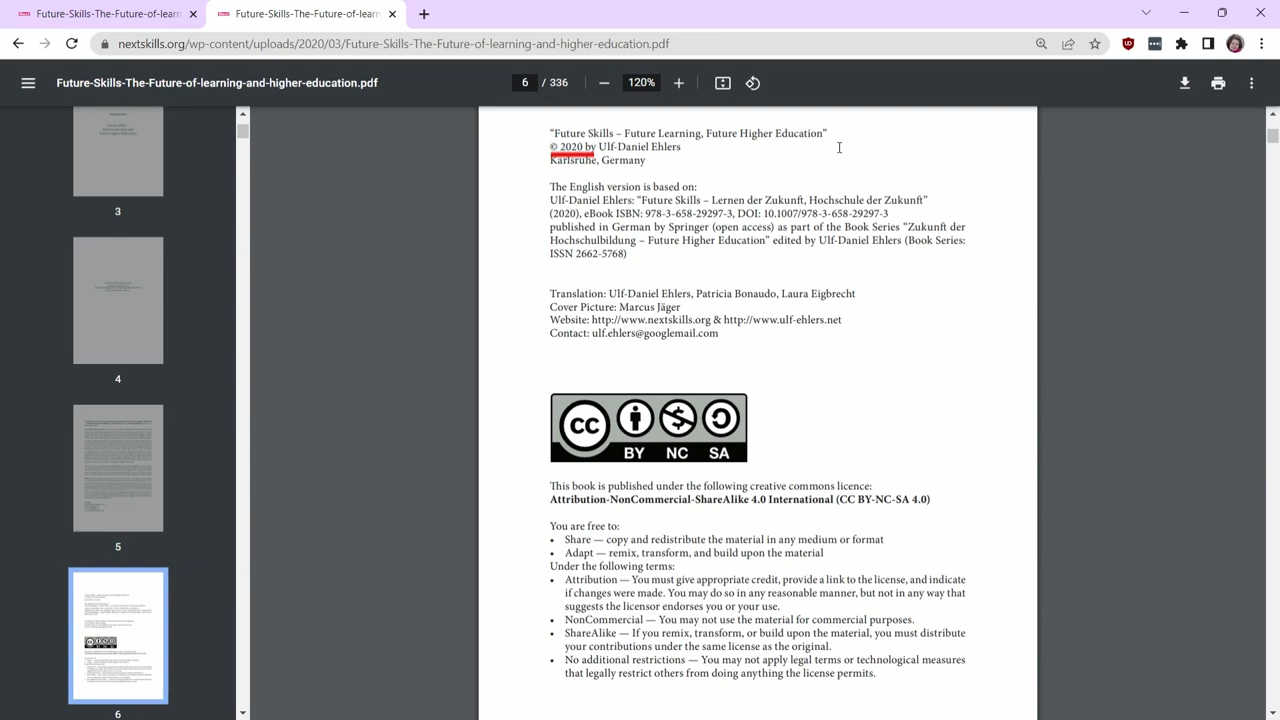 Future-Skills-The-Future-of-learn
Future-Skills-The-Future-of-learn
nextskills.org/wp-content/uploads/2020/03/Future-Skills-The-Future-of-learning-and-higher-education.pdf
Future-Skills-The-Future-of-learning-and-higher-education.pdf
6 / 336
120%
3
4
5
6
“Future Skills – Future Learning, Future Higher Education”
© 2020 by Ulf-Daniel Ehlers
Karlsruhe, Germany
The English version is based on:
Ulf-Daniel Ehlers: “Future Skills – Lernen der Zukunft, Hochschule der Zukunft”
(2020), eBook ISBN: 978-3-658-29297-3, DOI: 10.1007/978-3-658-29297-3
published in German by Springer (open access) as part of the Book Series “Zukunft der
Hochschulbildung – Future Higher Education” edited by Ulf-Daniel Ehlers (Book Series:
ISSN 2662-5768)
Translation: Ulf-Daniel Ehlers, Patricia Bonaudo, Laura Eigbrecht
Cover Picture: Marcus Jäger
Website: http://www.nextskills.org & http://www.ulf-ehlers.net
Contact: ulf.ehlers@googlemail.com
CC
BY NC SA
This book is published under the following creative commons licence:
Attribution-NonCommercial-ShareAlike 4.0 International (CC BY-NC-SA 4.0)
You are free to:
• Share — copy and redistribute the material in any medium or format
• Adapt — remix, transform, and build upon the material
Under the following terms:
• Attribution — You must give appropriate credit, provide a link to the license, and indicate
if changes were made. You may do so in any reasonable manner, but not in any way that
suggests the licensor endorses you or your use.
• NonCommercial — You may not use the material for commercial purposes.
• ShareAlike — If you remix, transform, or build upon the material, you must distribute
your contributions under the same license as the original.
• No additional restrictions — You may not apply legal terms or technological measures
that legally restrict others from doing anything the license permits.